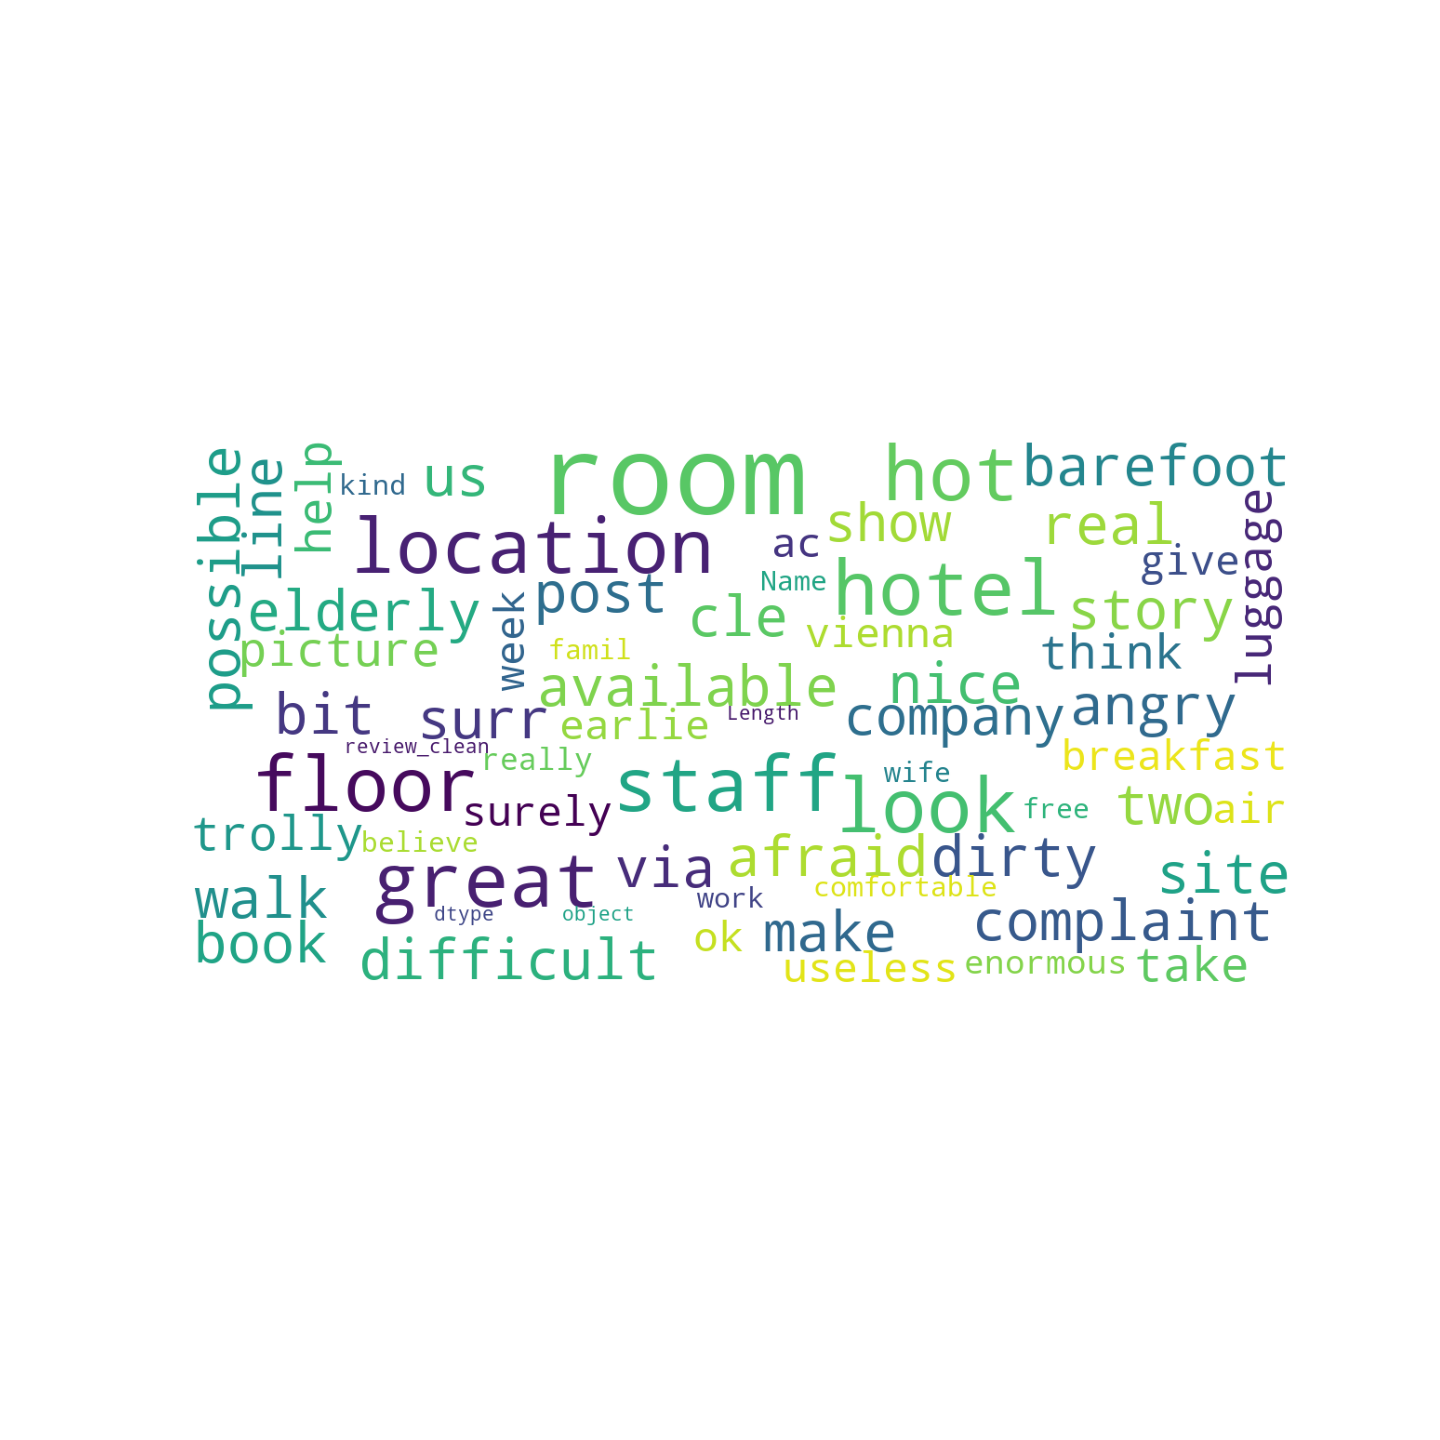 possible
line
help
kind
us
room
hot
barefoot
location
ac
show
real
give
luggage
elderly
week
post
Name
cle
hotel
story
picture
famil
vienna
think
available
nice
bit
surr
earlie
Length
company
angry
review_clean
really
breakfast
floor
surely
staff
wife
look
free
two
air
trolly
believe
great
via
afraid
dirty
site
walk
dtype
object
work
comfortable
book
difficult
ok
make
complaint
useless
enormous
take